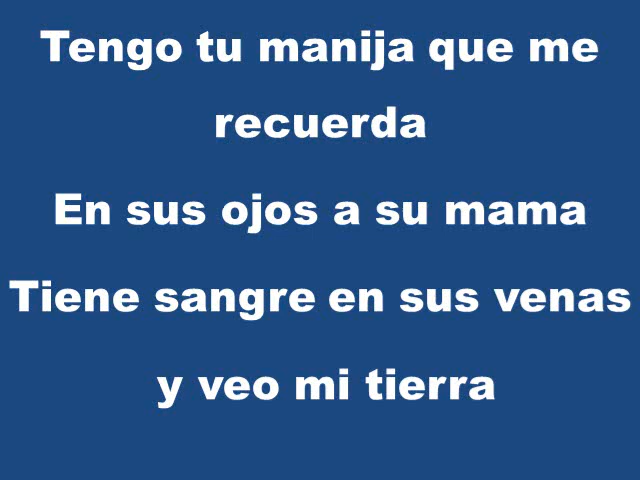 Tengo tu manija que me
recuerda
En sus ojos a su mama
Tiene sangre en sus venas
y veo mi tierra